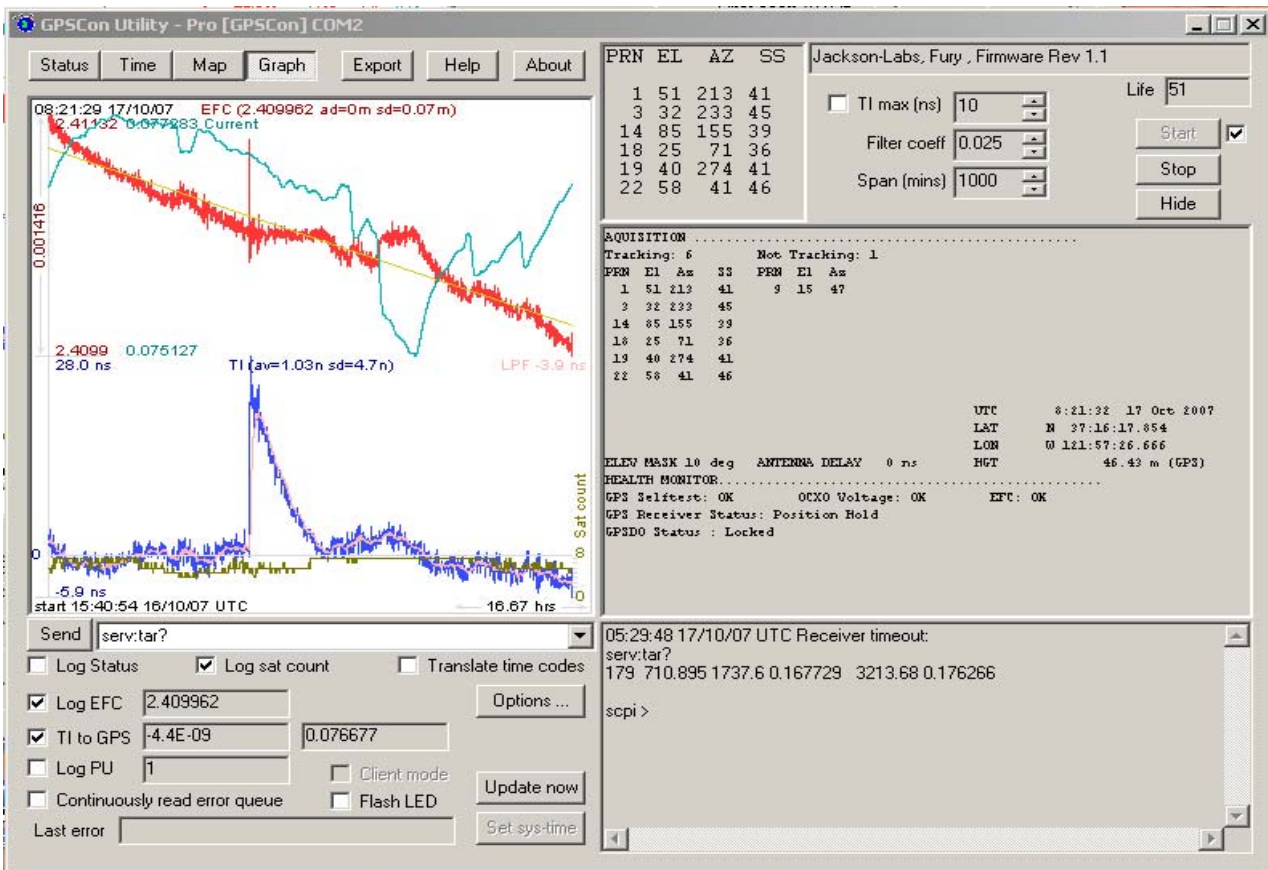 GPSCon Utility - Pro [GPSCon] COM2
Status Time Map Graph Export Help About
08:21:29 17/10/07 EFC (2.409962 ad=0m sd=0.07m)
2.41132 0.077283 Current
0.001416
2.4099 0.075127
28.0 ns TI (av=1.03n sd=4.7n) LPF -3.9 ns
Sat count
0 8
-5.9 ns 0
start 15:40:54 16/10/07 UTC 16.67 hrs
PRN EL AZ SS
1 51 213 41
3 32 233 45
14 85 155 39
18 25 71 36
19 40 274 41
22 58 41 46
Jackson-Labs, Fury , Firmware Rev 1.1
TI max (ns) 10
Life 51
Filter coeff 0.025
Start
Span (mins) 1000
Stop
Hide
AQUISITION ..................................................
Tracking: 6 Not Tracking: 1
PRN El Az SS PRN El Az
1 51 213 41 9 15 47
3 32 233 45
14 85 155 39
18 25 71 36
19 40 274 41
22 58 41 46
UTC 8:21:32 17 Oct 2007
LAT N 37:16:17.854
LON W 121:57:26.666
ELEV MASK 10 deg ANTENNA DELAY 0 ns HGT 46.43 m (GPS)
HEALTH MONITOR..................................................
GPS Selftest: OK OCXO Voltage: OK EFC: OK
GPS Receiver Status: Position Hold
GPSDO Status : Locked
Send serv:tar?
Log Status Log sat count Translate time codes
Log EFC 2.409962 Options ...
TI to GPS -4.4E-09 0.076677
Log PU 1 Client mode
Update now
Continuously read error queue Flash LED
Last error Set sys-time
05:29:48 17/10/07 UTC Receiver timeout:
serv:tar?
179 710.895 1737.6 0.167729 3213.68 0.176266
scpi >